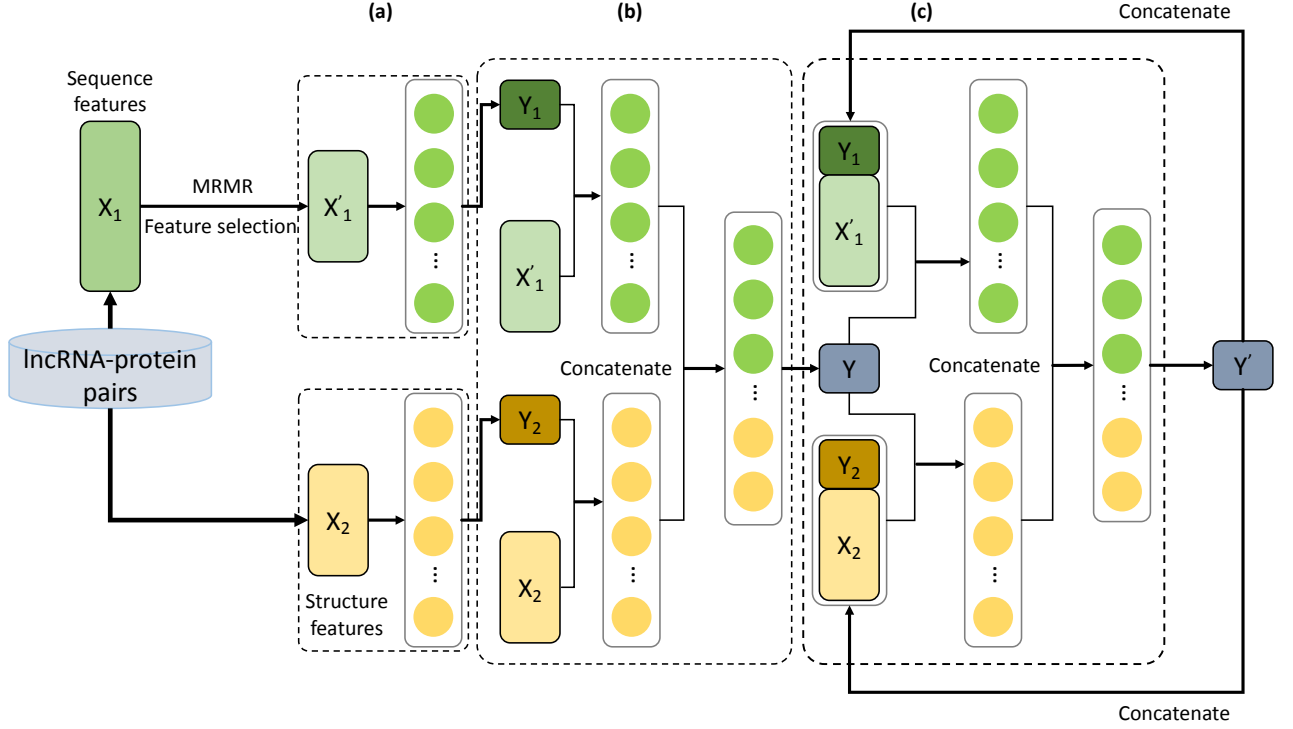 (a)
(b)
(c)
Concatenate
Sequence
features
X₁
MRMR
Feature selection
X'₁
⋮
lncRNA-protein
pairs
X₂
⋮
Structure
features
Y₁
X'₁
⋮
Concatenate
⋮
Y₂
X₂
⋮
Y₁
X'₁
⋮
Y
Concatenate
⋮
Y'
Y₂
X₂
⋮
Concatenate